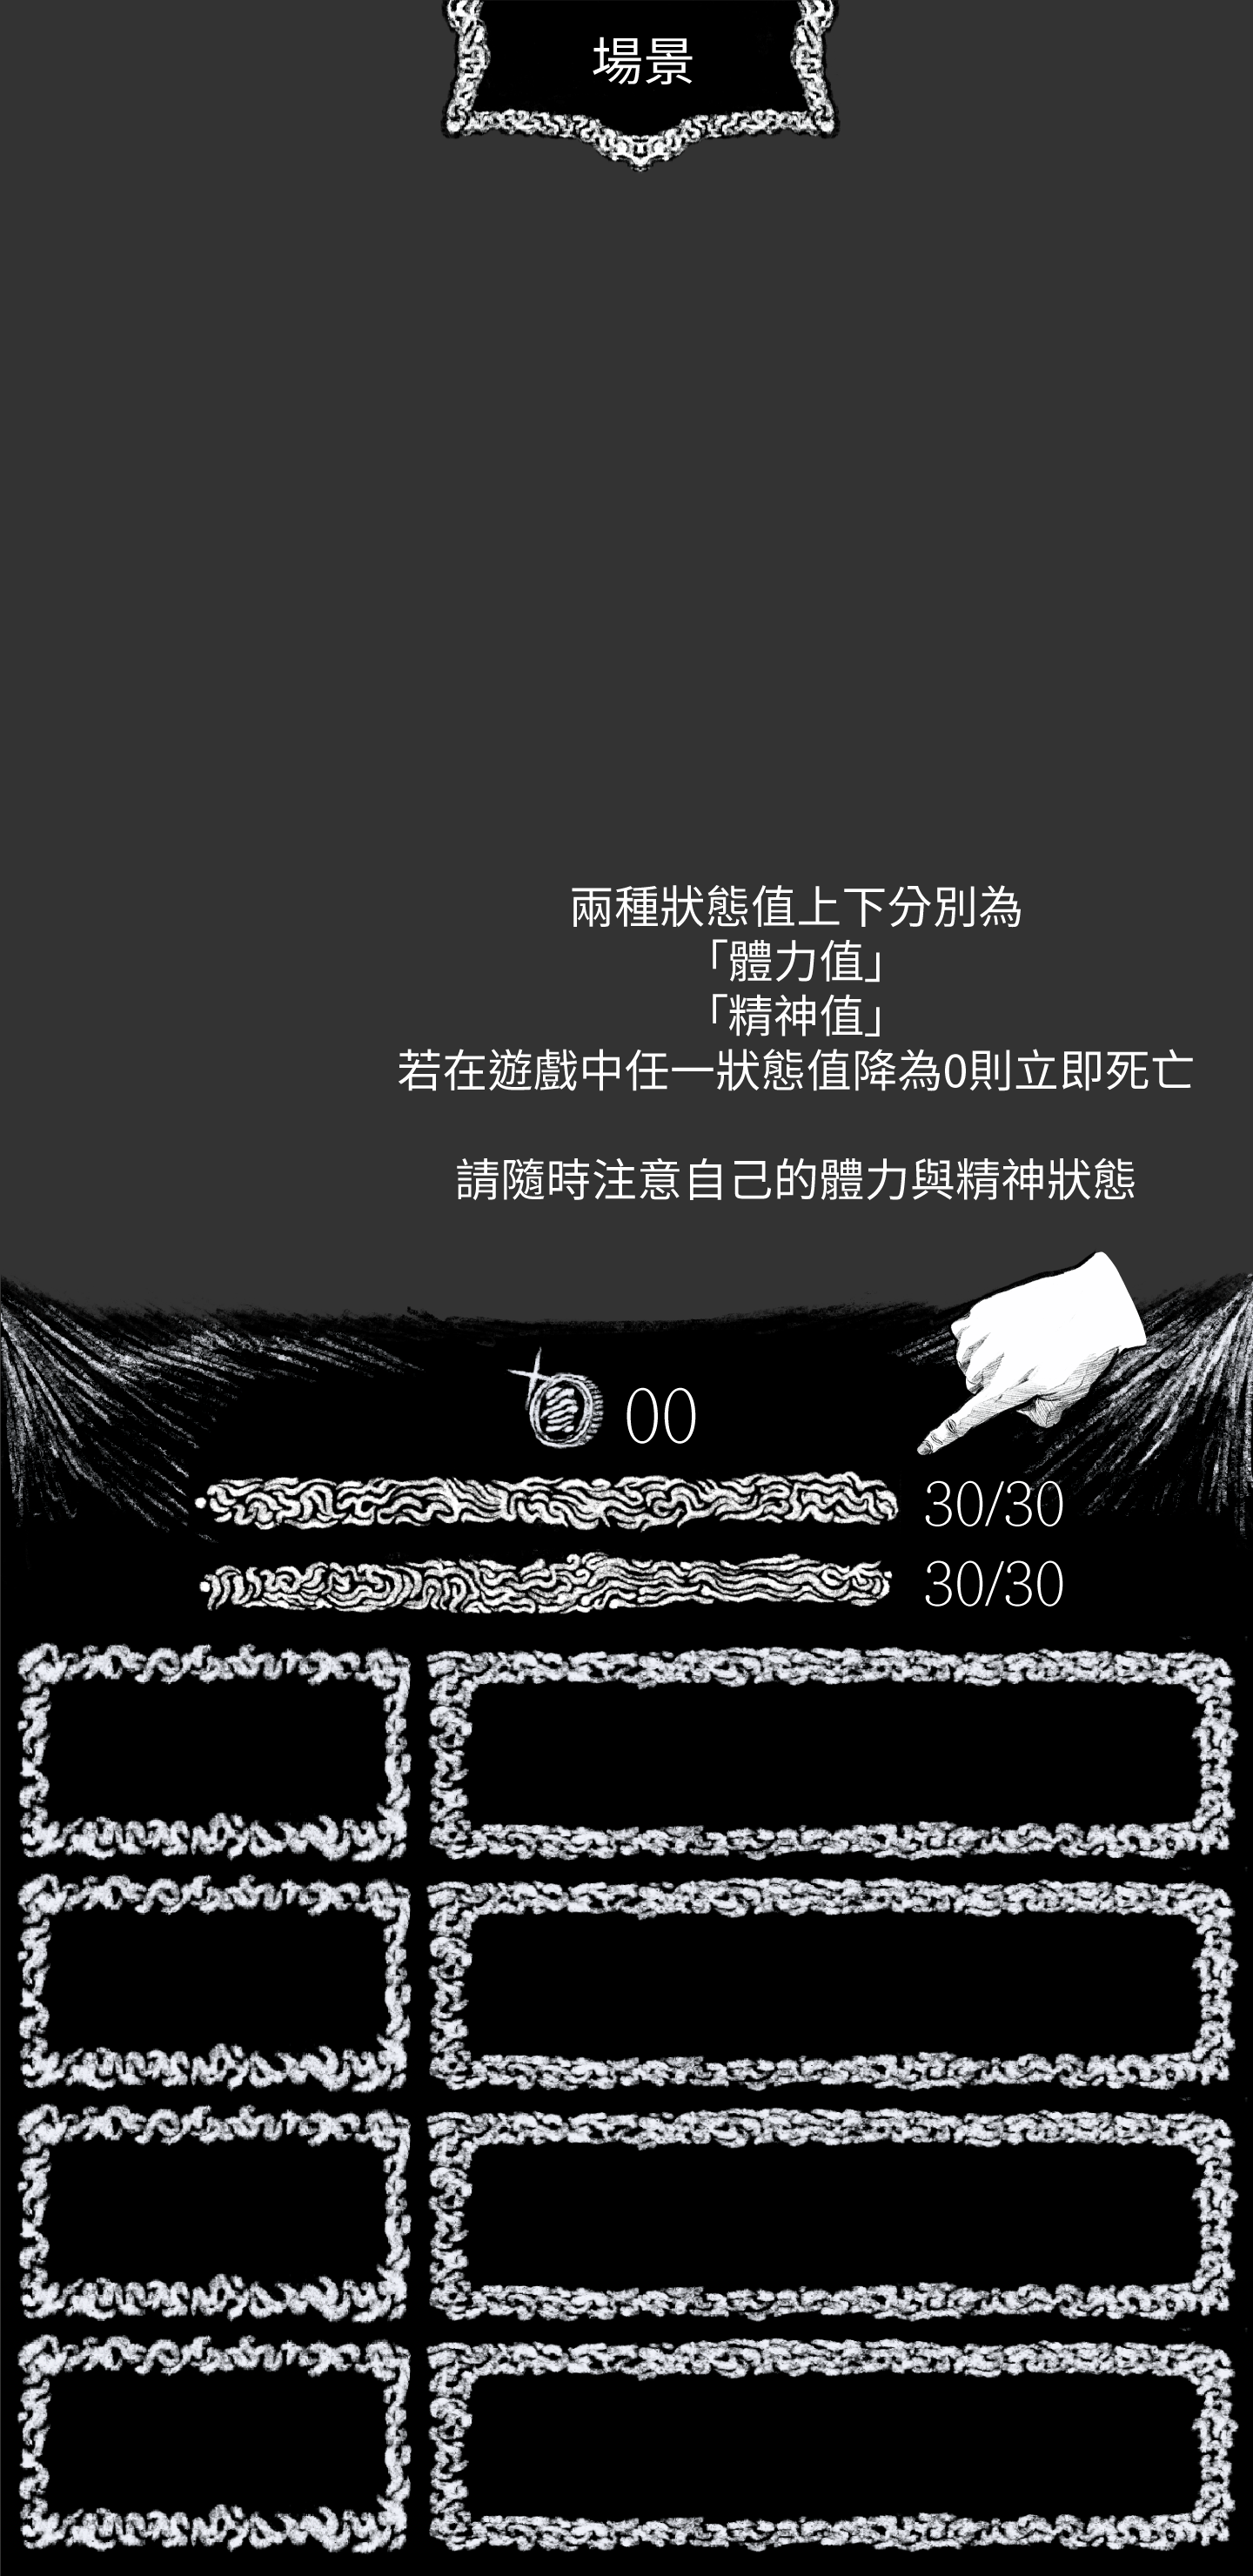 場景
兩種狀態值上下分別為
「體力值」
「精神值」
若在遊戲中任一狀態值降為0則立即死亡
請隨時注意自己的體力與精神狀態
00
30/30
30/30